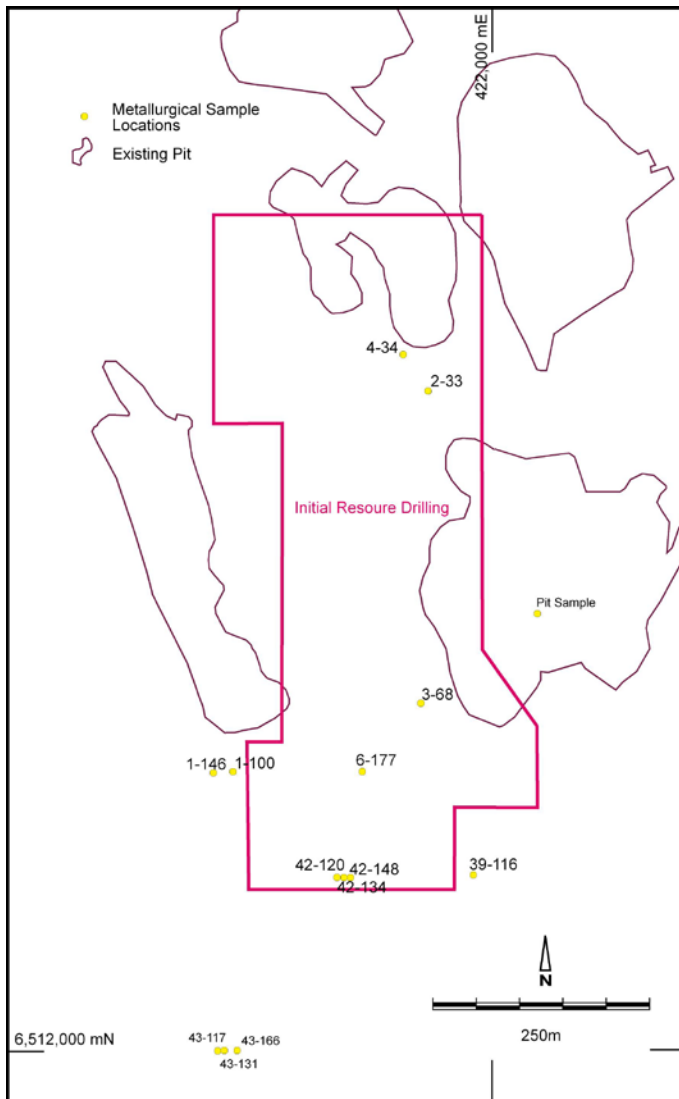 422,000 mE
Metallurgical Sample
Locations
Existing Pit
4-34
2-33
Initial Resoure Drilling
Pit Sample
3-68
1-146
1-100
6-177
42-120
42-148
42-134
39-116
N
250m
6,512,000 mN
43-117
43-166
43-131